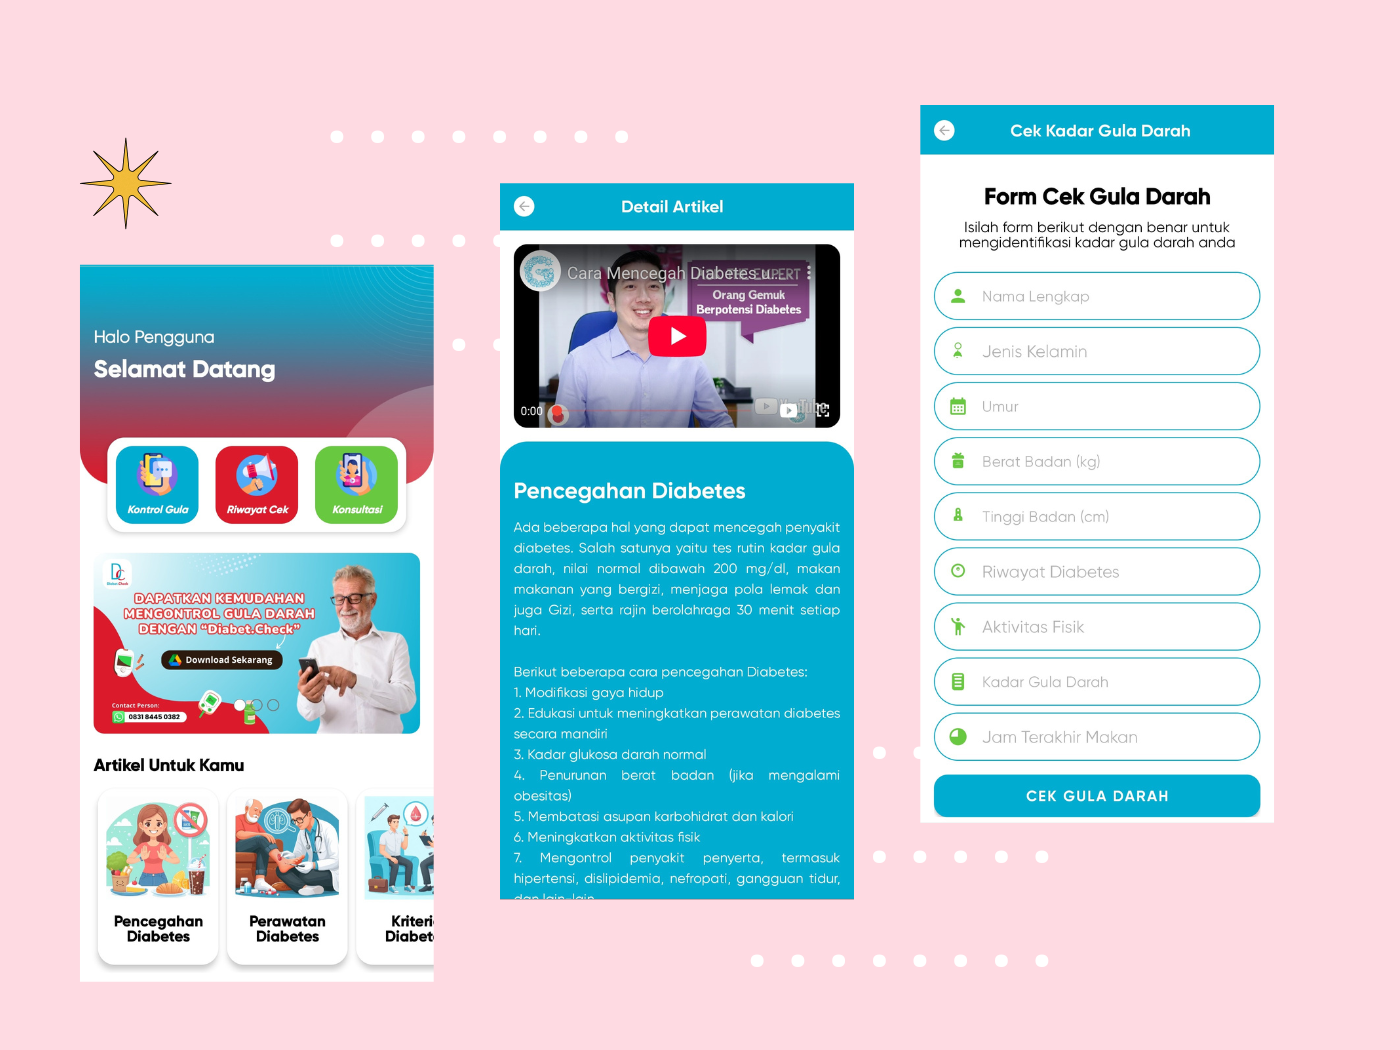 Halo Pengguna
Selamat Datang
Kontrol Gula
Riwayat Cek
Konsultasi
DC
Diabet.Check
DAPATKAN KEMUDAHAN
MENGONTROL GULA DARAH
DENGAN "Diabet.Check"
Download Sekarang
Contact Person:
0831 8445 0382
Artikel Untuk Kamu
Pencegahan
Diabetes
Perawatan
Diabetes
Detail Artikel
Cara Mencegah Diabetes ...
EXPERT
Orang Gemuk
Berpotensi Diabetes
0:00
YouTube
Pencegahan Diabetes
Ada beberapa hal yang dapat mencegah penyakit
diabetes. Salah satunya yaitu tes rutin kadar gula
darah, nilai normal dibawah 200 mg/dl, makan
makanan yang bergizi, menjaga pola lemak dan
juga Gizi, serta rajin berolahraga 30 menit setiap
hari.
Berikut beberapa cara pencegahan Diabetes:
1. Modifikasi gaya hidup
2. Edukasi untuk meningkatkan perawatan diabetes
secara mandiri
3. Kadar glukosa darah normal
4. Penurunan berat badan (jika mengalami
obesitas)
5. Membatasi asupan karbohidrat dan kalori
6. Meningkatkan aktivitas fisik
7. Mengontrol penyakit penyerta, termasuk
hipertensi, dislipidemia, nefropati, gangguan tidur,
dan lain-lain
Cek Kadar Gula Darah
Form Cek Gula Darah
Isilah form berikut dengan benar untuk
mengidentifikasi kadar gula darah anda
Nama Lengkap
Jenis Kelamin
Umur
Berat Badan (kg)
Tinggi Badan (cm)
Riwayat Diabetes
Aktivitas Fisik
Kadar Gula Darah
Jam Terakhir Makan
CEK GULA DARAH